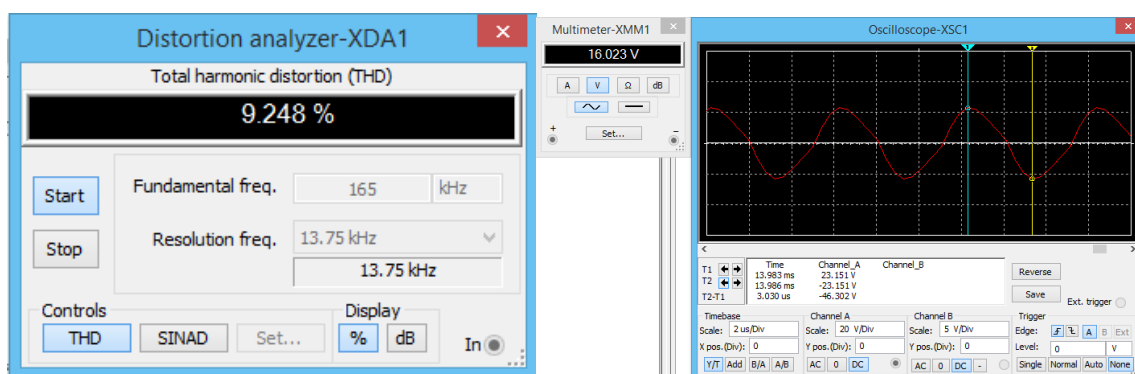 Distortion analyzer-XDA1
Total harmonic distortion (THD)
9.248 %
Start
Fundamental freq. 165 kHz
Stop
Resolution freq. 13.75 kHz
13.75 kHz
Controls Display
THD SINAD Set... % dB In
Multimeter-XMM1
16.023 V
A V Ω dB
+ Set... -
Oscilloscope-XSC1
T1 T2 T2-T1
Time Channel_A Channel_B
13.983 ms 23.151 V
13.986 ms -23.151 V
3.030 us -46.302 V
Reverse
Save
Ext. trigger
Timebase Channel A Channel B Trigger
Scale: 2 us/Div Scale: 20 V/Div Scale: 5 V/Div Edge: A B Ext
X pos.(Div): 0 Y pos.(Div): 0 Y pos.(Div): 0 Level: 0 V
Y/T Add B/A A/B AC 0 DC AC 0 DC - Single Normal Auto None